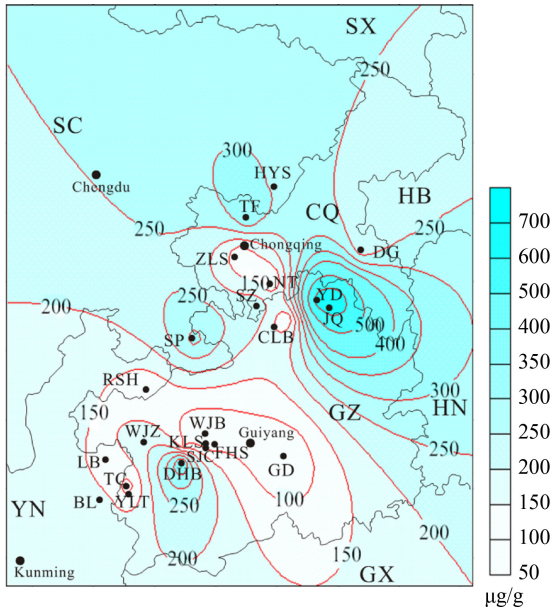 SX
250
SC
300
HYS
Chengdu
HB
TF
CQ
250
250
Chongqing
DG
ZLS
150
NT
200
250
SZ
YD
JQ
500
SP
CLB
400
RSH
300
150
GZ
HN
WJB
WJZ
KLS
Guiyang
250
FHS
SJC
LB
DHB
GD
TC
100
BL
YLT
250
YN
200
200
150
Kunming
GX
700
600
500
400
350
300
250
200
150
100
50
µg/g